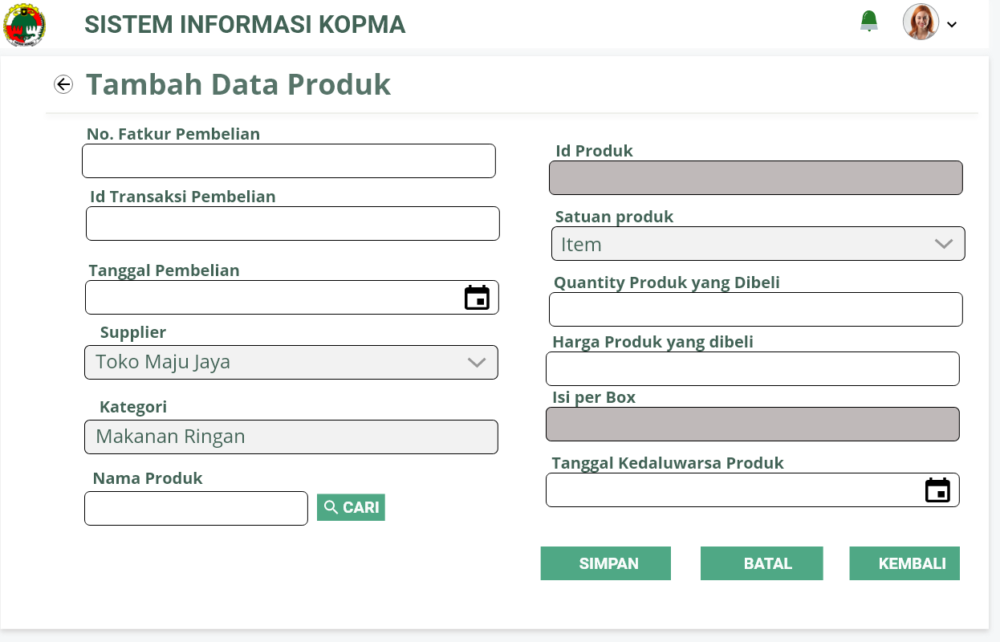 SISTEM INFORMASI KOPMA
Tambah Data Produk
No. Fatkur Pembelian
Id Transaksi Pembelian
Tanggal Pembelian
Supplier
Toko Maju Jaya
Kategori
Makanan Ringan
Nama Produk
CARI
Id Produk
Satuan produk
Item
Quantity Produk yang Dibeli
Harga Produk yang dibeli
Isi per Box
Tanggal Kedaluwarsa Produk
SIMPAN
BATAL
KEMBALI